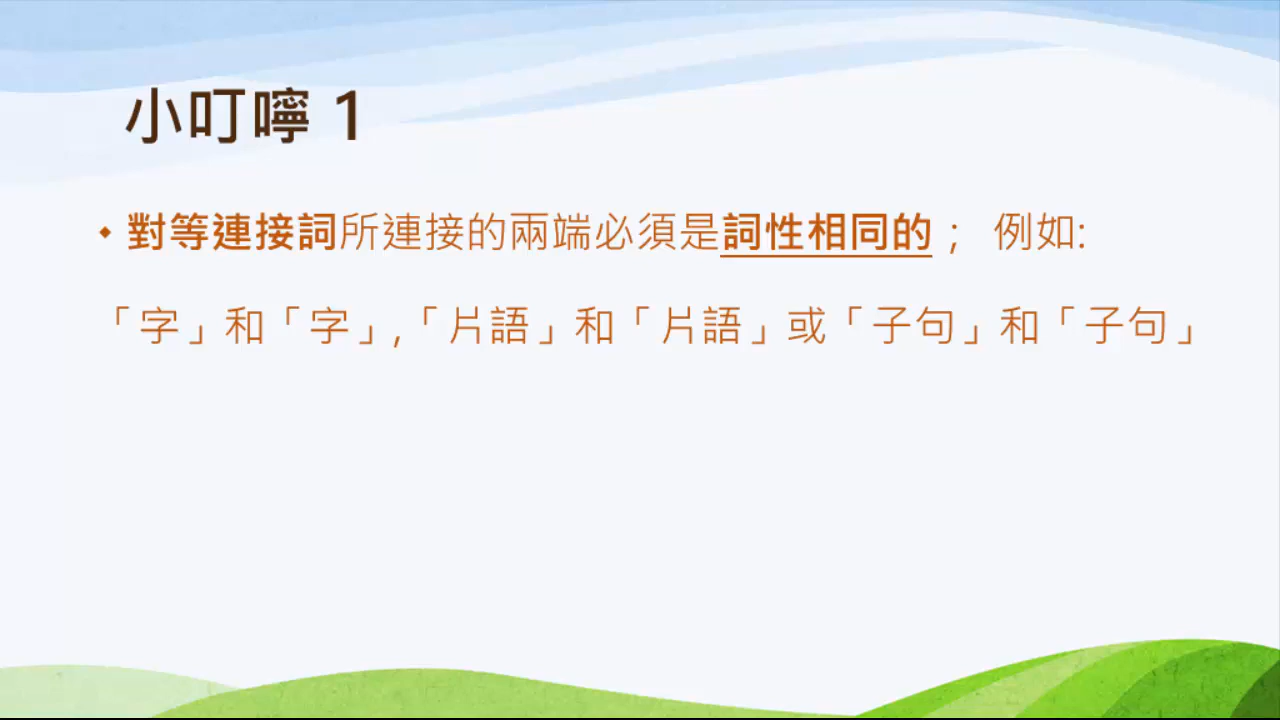 小叮嚀 1
對等連接詞所連接的兩端必須是詞性相同的； 例如:
「字」和「字」,「片語」和「片語」或「子句」和「子句」